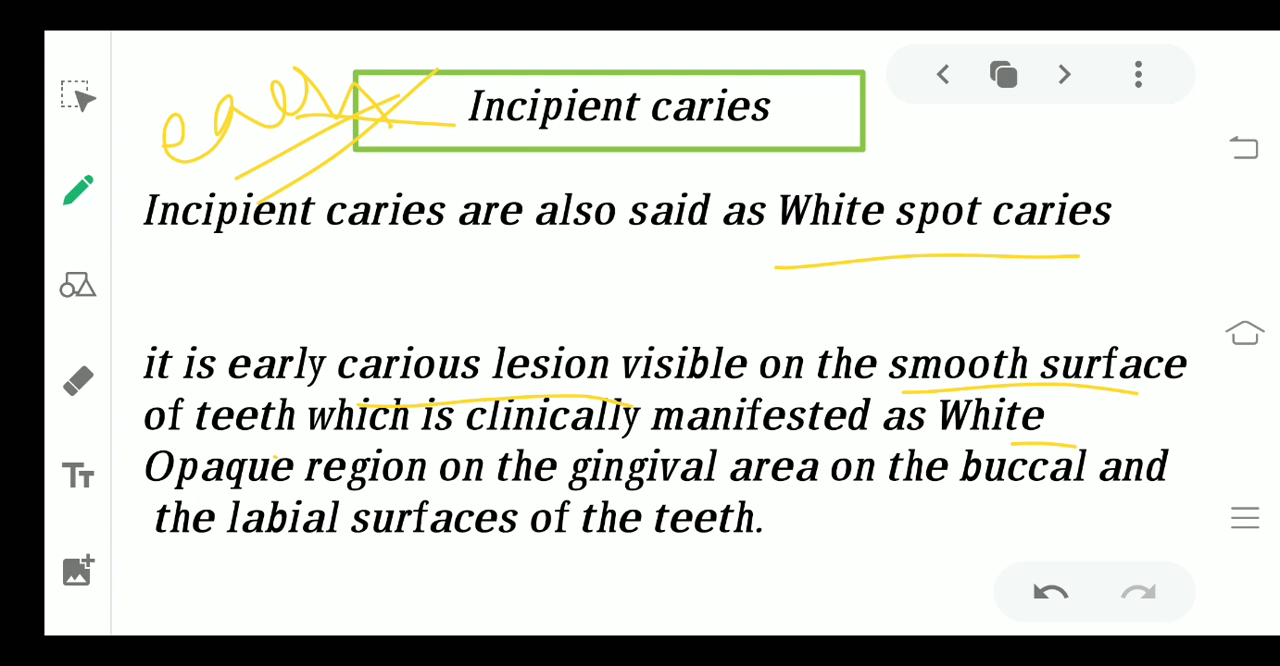 Incipient caries
Incipient caries are also said as White spot caries
it is early carious lesion visible on the smooth surface
of teeth which is clinically manifested as White
Opaque region on the gingival area on the buccal and
the labial surfaces of the teeth.
TT